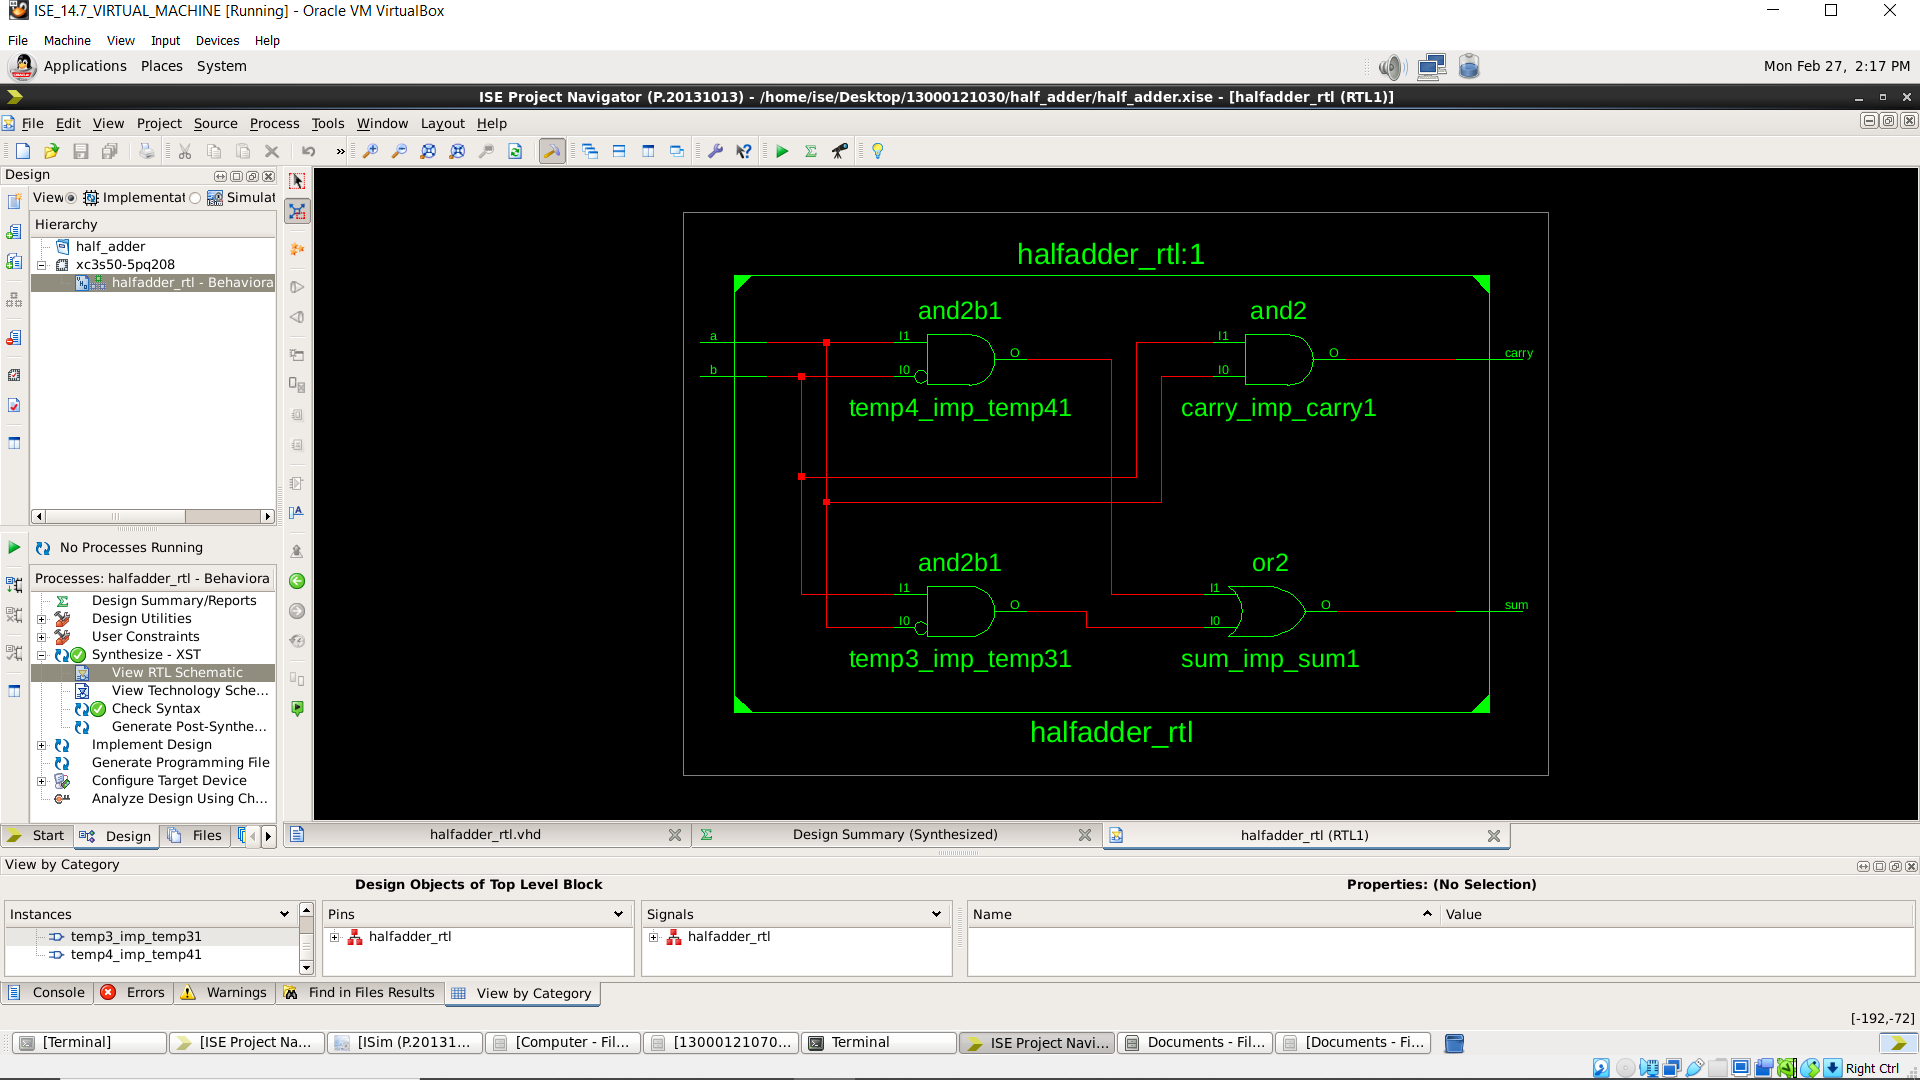 ISE_14.7_VIRTUAL_MACHINE [Running] - Oracle VM VirtualBox
File Machine View Input Devices Help
Applications Places System
Mon Feb 27, 2:17 PM
ISE Project Navigator (P.20131013) - /home/ise/Desktop/13000121030/half_adder/half_adder.xise - [halfadder_rtl (RTL1)]
File Edit View Project Source Process Tools Window Layout Help
Design
View Implementat Simulat
Hierarchy
half_adder
xc3s50-5pq208
halfadder_rtl - Behaviora
No Processes Running
Processes: halfadder_rtl - Behaviora
Design Summary/Reports
Design Utilities
User Constraints
Synthesize - XST
View RTL Schematic
View Technology Sche...
Check Syntax
Generate Post-Synthe...
Implement Design
Generate Programming File
Configure Target Device
Analyze Design Using Ch...
Start Design Files
halfadder_rtl:1
and2b1
and2
a I1 O I1 O carry
b I0 I0
temp4_imp_temp41
carry_imp_carry1
and2b1
or2
I1 O I1 O sum
I0 I0
temp3_imp_temp31
sum_imp_sum1
halfadder_rtl
halfadder_rtl.vhd
Design Summary (Synthesized)
halfadder_rtl (RTL1)
View by Category
Design Objects of Top Level Block
Properties: (No Selection)
Instances
temp3_imp_temp31
temp4_imp_temp41
Pins
halfadder_rtl
Signals
halfadder_rtl
Name Value
Console Errors Warnings Find in Files Results View by Category
[-192,-72]
[Terminal] [ISE Project Na... [ISim (P.20131... [Computer - Fil... [13000121070... Terminal ISE Project Navi... Documents - Fil... [Documents - Fi...
Right Ctrl